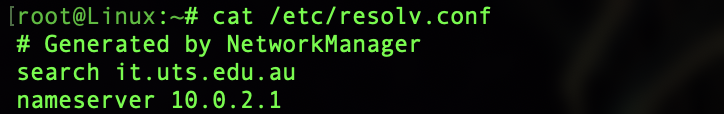 [root@Linux:~# cat /etc/resolv.conf
# Generated by NetworkManager
search it.uts.edu.au
nameserver 10.0.2.1